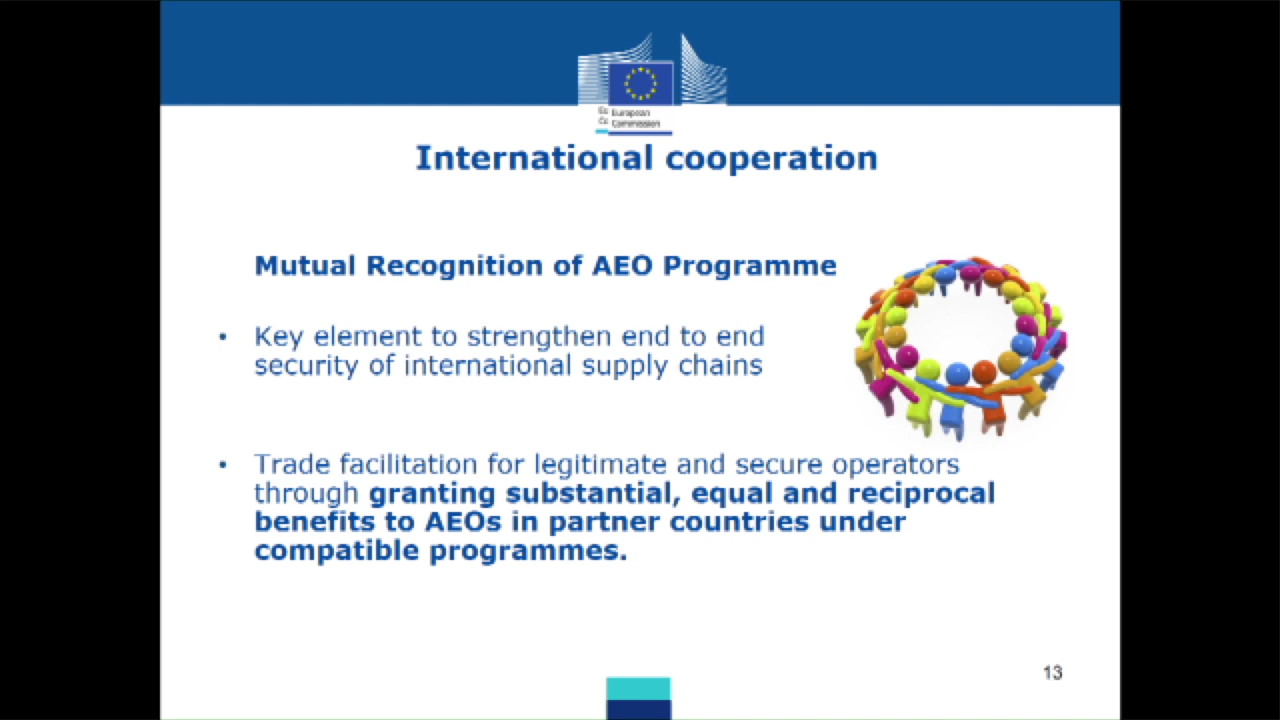 European
Commission
International cooperation
Mutual Recognition of AEO Programme
• Key element to strengthen end to end
security of international supply chains
• Trade facilitation for legitimate and secure operators
through granting substantial, equal and reciprocal
benefits to AEOs in partner countries under
compatible programmes.
13